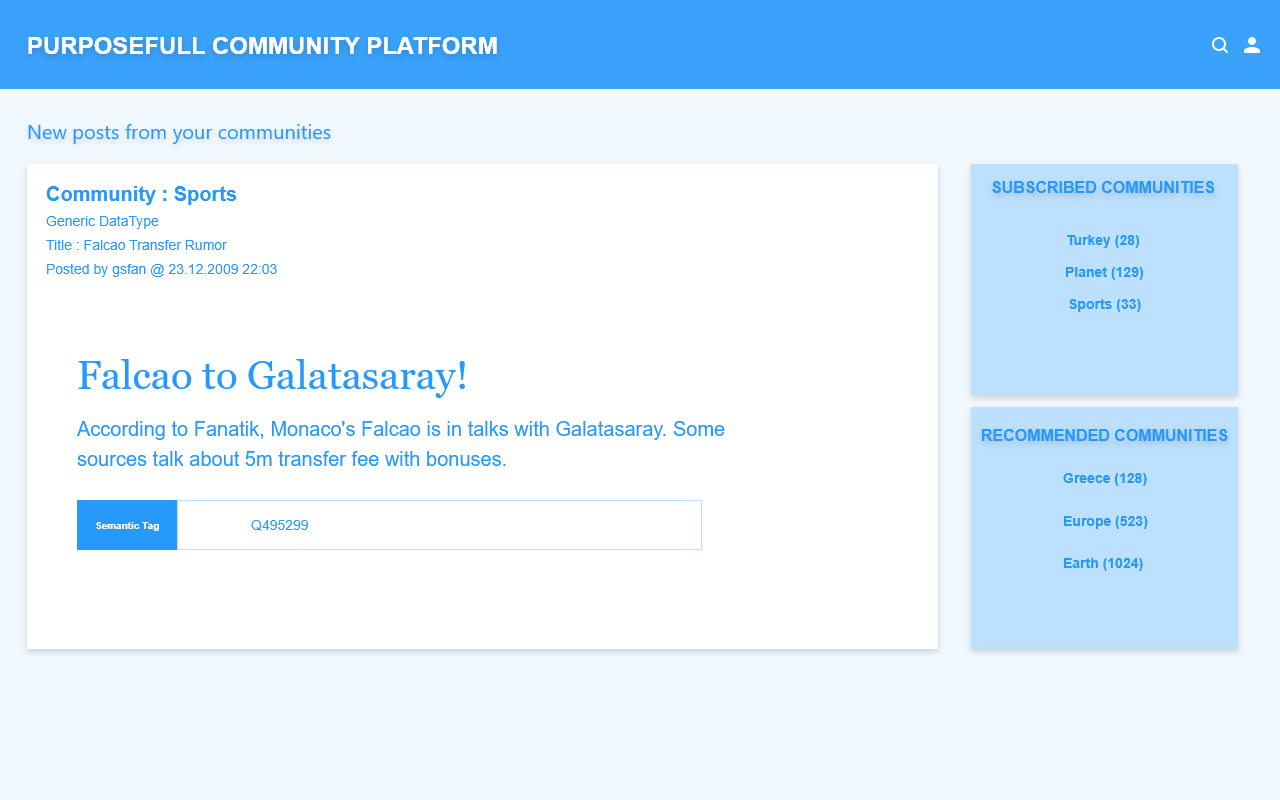 PURPOSEFULL COMMUNITY PLATFORM
New posts from your communities
Community : Sports
Generic DataType
Title : Falcao Transfer Rumor
Posted by gsfan @ 23.12.2009 22:03
Falcao to Galatasaray!
According to Fanatik, Monaco's Falcao is in talks with Galatasaray. Some
sources talk about 5m transfer fee with bonuses.
Semantic Tag
Q495299
SUBSCRIBED COMMUNITIES
Turkey (28)
Planet (129)
Sports (33)
RECOMMENDED COMMUNITIES
Greece (128)
Europe (523)
Earth (1024)